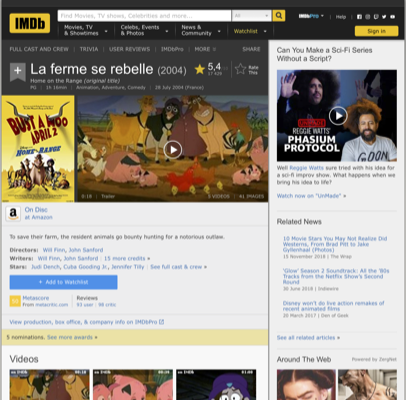 IMDb
Find Movies, TV shows, Celebrities and more...
All
IMDbPro
Help
Movies, TV
& Showtimes
Celebs, Events
& Photos
News &
Community
Watchlist
Sign in
FULL CAST AND CREW | TRIVIA | USER REVIEWS | IMDbPro | MORE
SHARE
La ferme se rebelle (2004)
Home on the Range (original title)
PG | 1h 16min | Animation, Adventure, Comedy | 28 July 2004 (France)
5,4
Rate
This
BUST A MOO
APRIL 2
HOME ON THE RANGE
0:18 | Trailer
VIDEOS | 41 IMAGES
On Disc
at Amazon
To save their farm, the resident animals go bounty hunting for a notorious outlaw.
Directors: Will Finn, John Sanford
Writers: Will Finn, John Sanford | 15 more credits »
Stars: Judi Dench, Cuba Gooding Jr., Jennifer Tilly | See full cast & crew »
+ Add to Watchlist
Metascore
From metacritic.com
Reviews
93 user | 98 critic
View production, box office, & company info on IMDbPro
5 nominations. See more awards »
Videos
Can You Make a Sci-Fi Series
Without a Script?
REGGIE WATTS'
PHASIUM
PROTOCOL
Well Reggie Watts sure tried with his idea for
a sci-fi improv show. What happens when we
bring his idea to life?
Watch now on "UnMade" »
Related News
10 Movie Stars You May Not Realize Did
Westerns, From Brad Pitt to Jake
Gyllenhaal (Photos)
15 November 2018 | The Wrap
'Glow' Season 2 Soundtrack: All the '80s
Tracks from the Netflix Show's Second
Round
30 June 2018 | Indiewire
Disney won't do live action remakes of
recent animated films
20 March 2017 | Den of Geek
See all related articles »
Around The Web
Powered by ZergNet